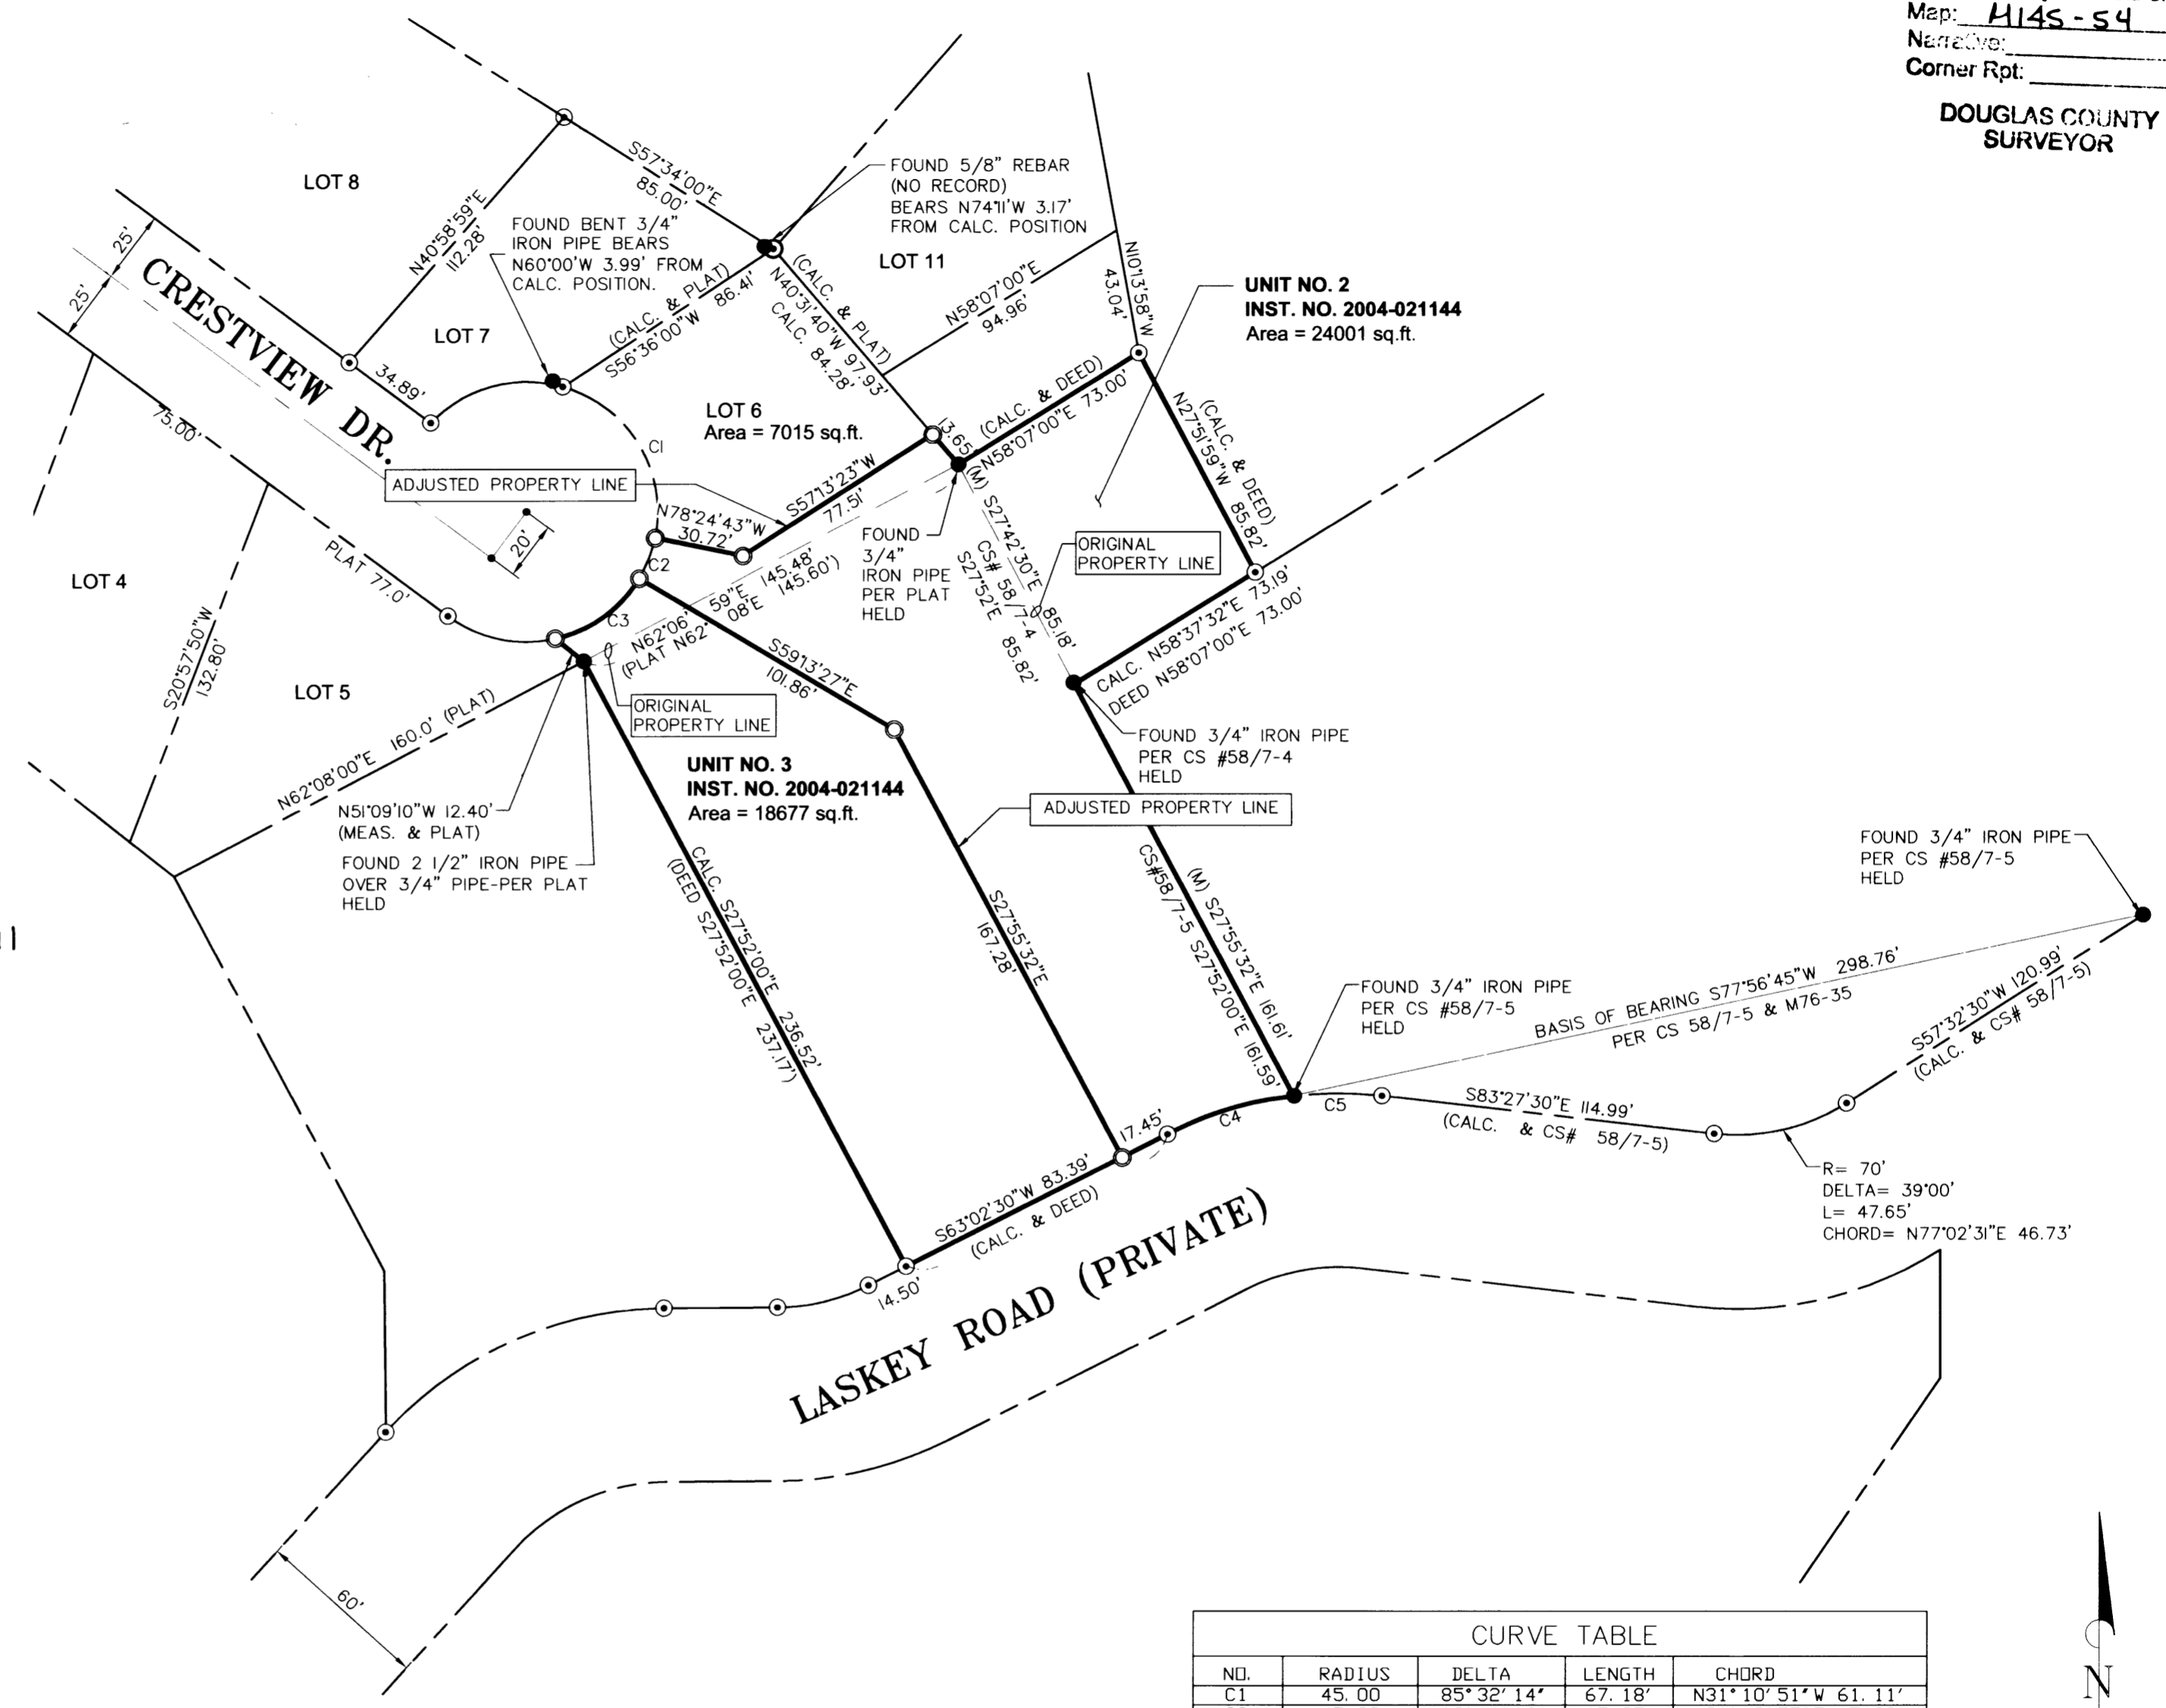 Map: M145-54
Narrative:
Corner Rpt:
DOUGLAS COUNTY
SURVEYOR
LOT 8
N40°58'59"E
112.28'
S57°34'00"E
85.00'
FOUND 5/8" REBAR
(NO RECORD)
BEARS N74°11'W 3.17'
FROM CALC. POSITION
FOUND BENT 3/4"
IRON PIPE BEARS
N60°00'W 3.99' FROM
CALC. POSITION.
LOT 11
25'
25'
CRESTVIEW DR.
LOT 7
34.89'
(CALC. & PLAT)
S56°36'00"W 86.41'
(CALC. & PLAT)
N40°31'40"W 97.93'
CALC. 84.28'
N58°07'00"E
94.96'
N10°13'58"W
43.04'
UNIT NO. 2
INST. NO. 2004-021144
Area = 24001 sq.ft.
LOT 6
Area = 7015 sq.ft.
75.00'
C1
ADJUSTED PROPERTY LINE
13.65
(CALC. & DEED)
N58°07'00"E 73.00'
(CALC. & DEED)
N27°51'59"W 85.82'
S57°13'23"W
77.51'
N78°24'43"W
30.72'
20'
PLAT 77.0'
C2
C3
FOUND
3/4"
IRON PIPE
PER PLAT
HELD
(M) S27°42'30"E 85.18'
CS# 58/7-4
S27°52'E 85.82'
ORIGINAL
PROPERTY LINE
N62°06'59"E 145.48'
(PLAT N62°08'E 145.60')
LOT 4
S20°57'50"W
132.80'
LOT 5
N62°08'00"E 160.0' (PLAT)
S59°13'27"E
101.86'
CALC. N58°37'32"E 73.19'
DEED N58°07'00"E 73.00'
ORIGINAL
PROPERTY LINE
FOUND 3/4" IRON PIPE
PER CS #58/7-4
HELD
UNIT NO. 3
INST. NO. 2004-021144
Area = 18677 sq.ft.
N51°09'10"W 12.40'
(MEAS. & PLAT)
ADJUSTED PROPERTY LINE
FOUND 2 1/2" IRON PIPE
OVER 3/4" PIPE-PER PLAT
HELD
CALC. S27°52'00"E 236.52'
(DEED S27°52'00"E 237.17')
S27°55'32"E
167.28'
(M) S27°55'32"E 161.61'
CS#58/7-5 S27°52'00"E 161.59'
FOUND 3/4" IRON PIPE
PER CS #58/7-5
HELD
FOUND 3/4" IRON PIPE
PER CS #58/7-5
HELD
BASIS OF BEARING S77°56'45"W 298.76'
PER CS 58/7-5 & M76-35
S57°32'30"W 120.99'
(CALC. & CS# 58/7-5)
C5
S83°27'30"E 114.99'
(CALC. & CS# 58/7-5)
C4
17.45'
S63°02'30"W 83.39'
(CALC. & DEED)
14.50'
R= 70'
DELTA= 39°00'
L= 47.65'
CHORD= N77°02'31"E 46.73'
LASKEY ROAD (PRIVATE)
60'
CURVE TABLE
NO. RADIUS DELTA LENGTH CHORD
C1 45.00 85°32'14" 67.18' N31°10'51"W 61.11'
N